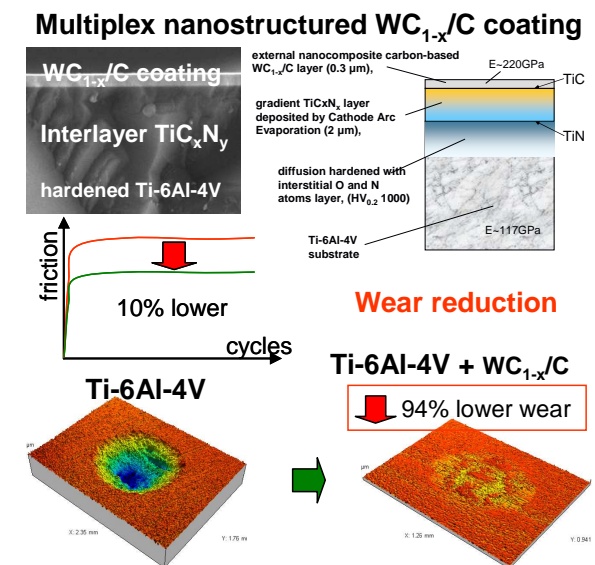 Multiplex nanostructured WC1-x/C coating
WC1-x/C coating
Interlayer TiCxNy
hardened Ti-6Al-4V
external nanocomposite carbon-based
WC1-x/C layer (0.3 µm),
E~220GPa
TiC
gradient TiCxNx layer
deposited by Cathode Arc
Evaporation (2 µm),
TiN
diffusion hardened with
interstitial O and N
atoms layer, (HV0.2 1000)
Ti-6Al-4V
substrate
E~117GPa
friction
10% lower
cycles
Wear reduction
Ti-6Al-4V
Ti-6Al-4V + WC1-x/C
94% lower wear
µm
X: 2.35 mm
Y: 1.76 m
µm
X: 1.25 mm
Y: 0.941